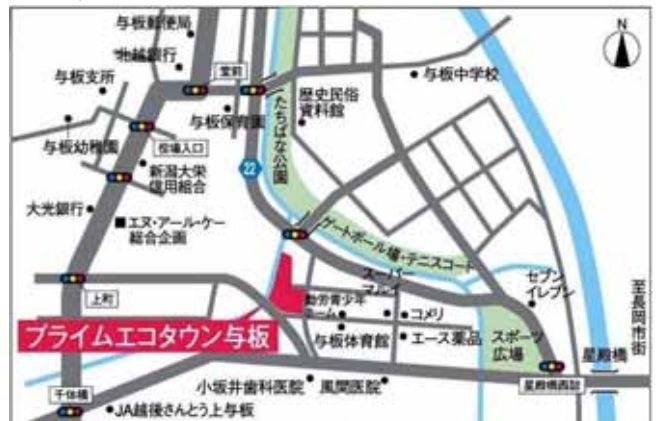 与板郵便局
北越銀行
与板支所
堂前
与板中学校
歴史民俗
資料館
たちばな公園
与板保育園
与板幼稚園
役場入口
新潟大栄
信用組合
22
大光銀行
■エヌ・アール・ケー
総合企画
ゲートボール場・テニスコート
スーパー
マルイ
セブン
イレブン
上町
勤労青少年
ホーム
コメリ
プライムエコタウン与板
与板体育館
エース薬品
スポーツ
広場
至長岡市街
星殿橋
千体橋
小坂井歯科医院
風間医院
星殿橋西詰
JA越後さんとう上与板
N